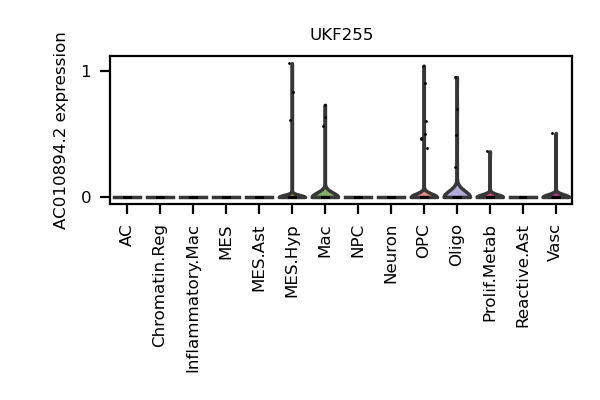 UKF255
AC010894.2 expression
1
0
AC
Chromatin.Reg
Inflammatory.Mac
MES
MES.Ast
MES.Hyp
Mac
NPC
Neuron
OPC
Oligo
Prolif.Metab
Reactive.Ast
Vasc